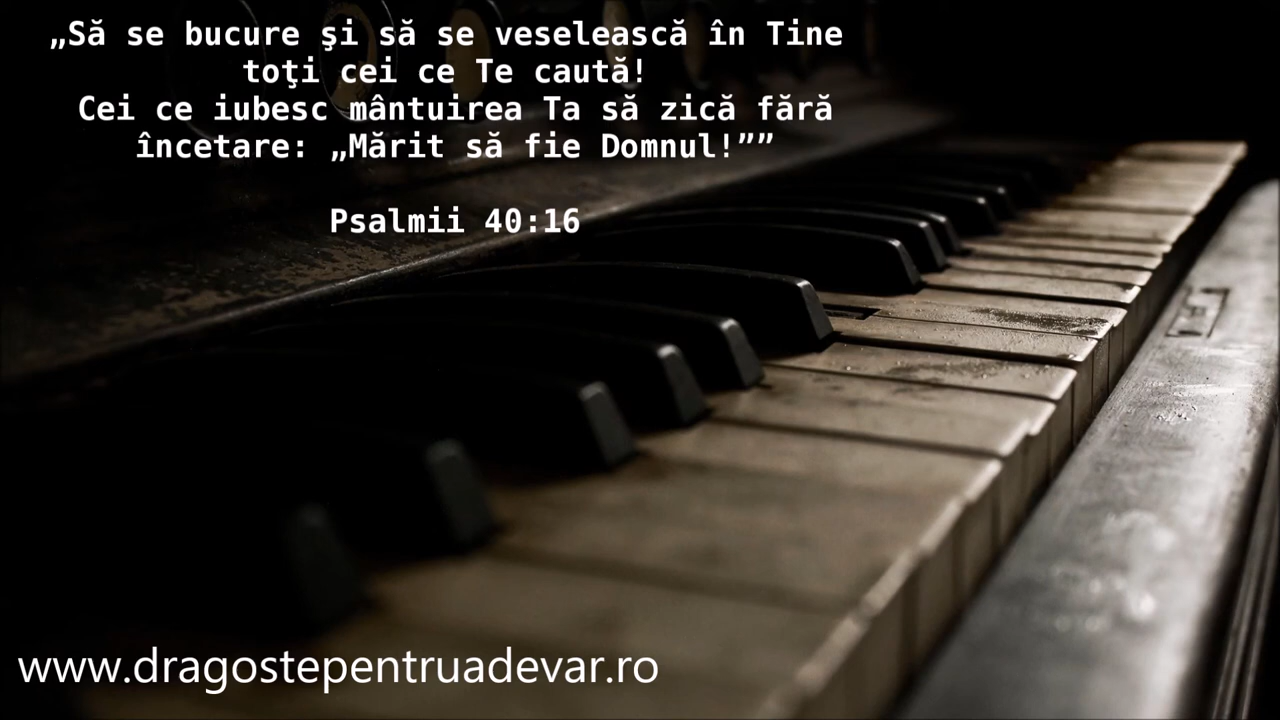 „Să se bucure şi să se veselească în Tine
toţi cei ce Te caută!
Cei ce iubesc mântuirea Ta să zică fără
încetare: „Mărit să fie Domnul!””
Psalmii 40:16
www.dragostepentruadevar.ro